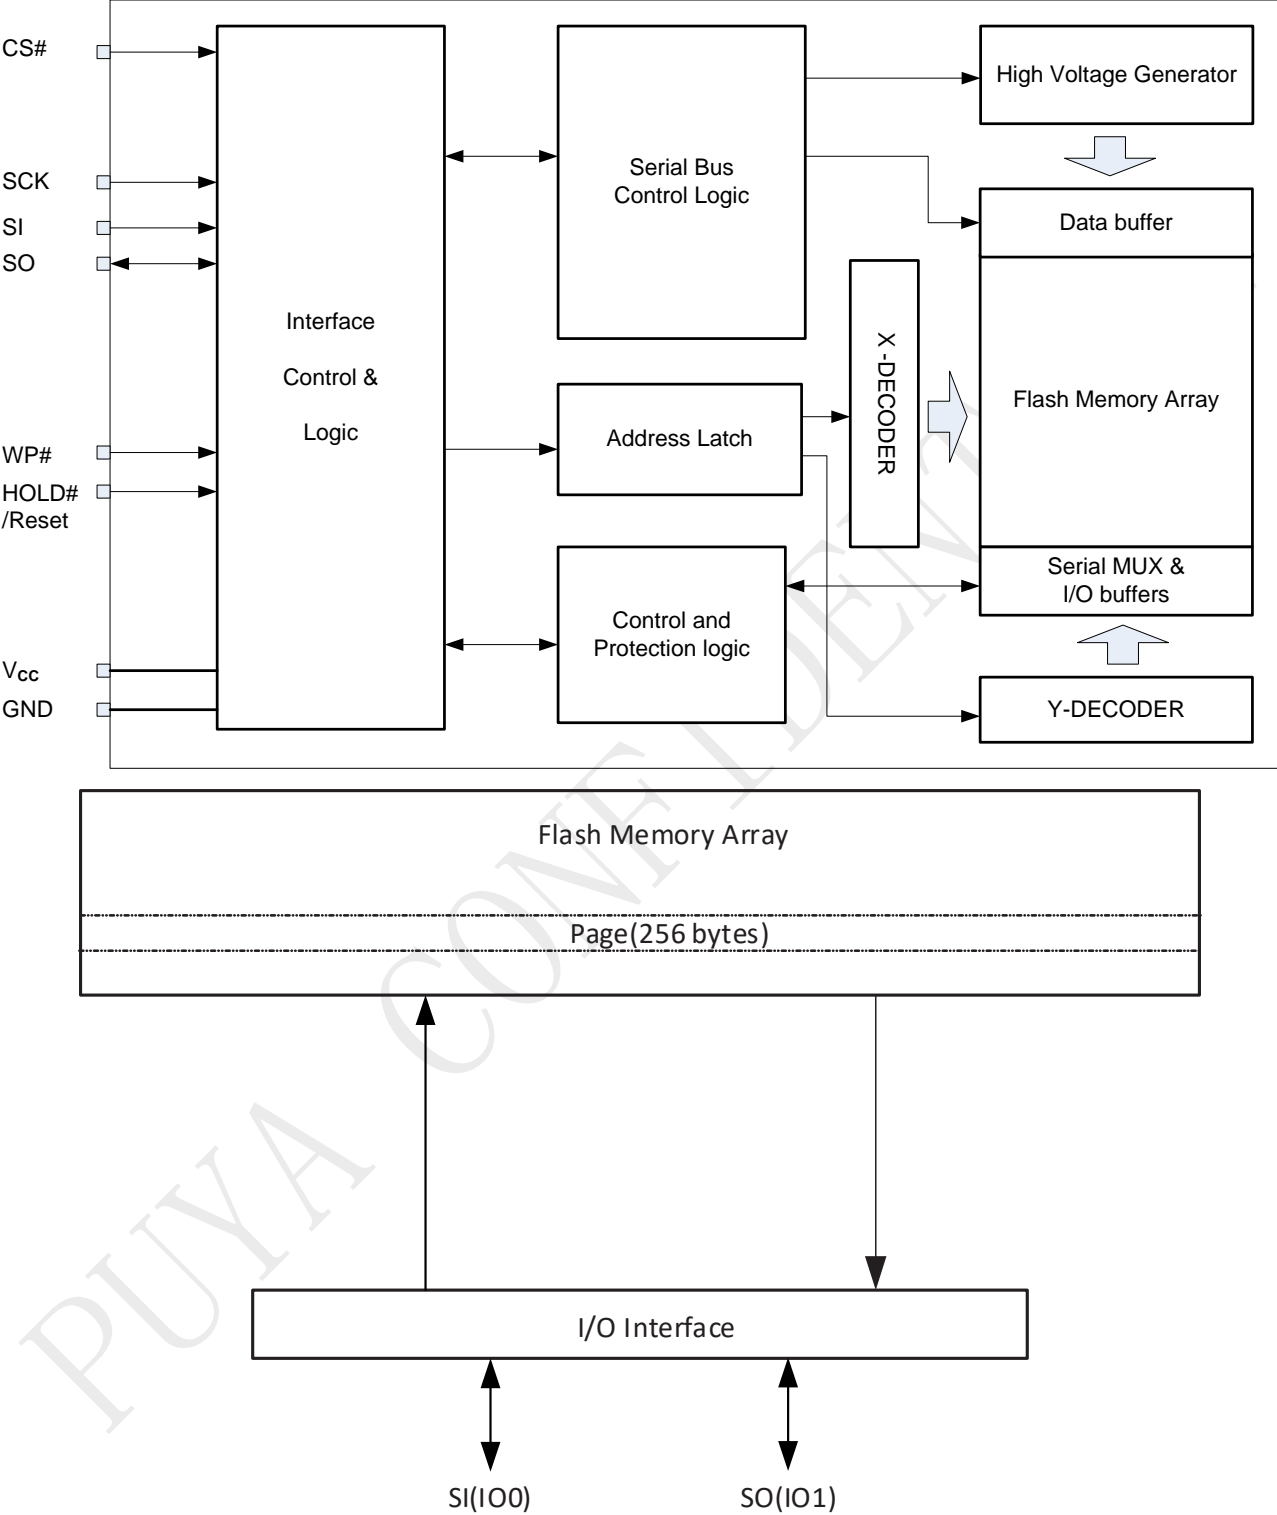 CS#
SCK
SI
SO
WP#
HOLD#
/Reset
Vcc
GND
Interface
Control &
Logic
Serial Bus
Control Logic
Address Latch
Control and
Protection logic
X -DECODER
High Voltage Generator
Data buffer
Flash Memory Array
Serial MUX &
I/O buffers
Y-DECODER
Flash Memory Array
Page(256 bytes)
I/O Interface
SI(IO0)
SO(IO1)
PUYA CONFIDENT